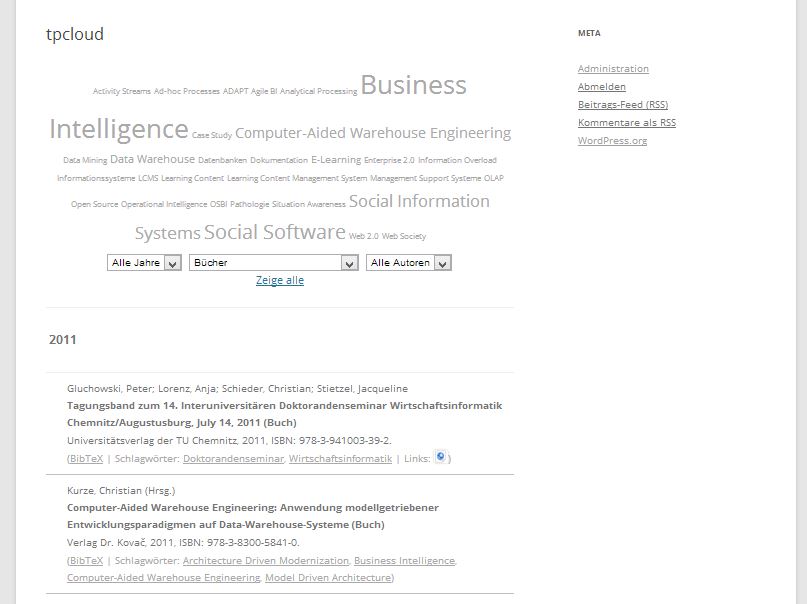 tpcloud
Activity Streams Ad-hoc Processes ADAPT Agile BI Analytical Processing Business
Intelligence Case Study Computer-Aided Warehouse Engineering
Data Mining Data Warehouse Datenbanken Dokumentation E-Learning Enterprise 2.0 Information Overload
Informationssysteme LCMS Learning Content Learning Content Management System Management Support Systeme OLAP
Open Source Operational Intelligence OSBI Pathologie Situation Awareness Social Information
Systems Social Software Web 2.0 Web Society
Alle Jahre Bücher Alle Autoren
Zeige alle
2011
Gluchowski, Peter; Lorenz, Anja; Schieder, Christian; Stietzel, Jacqueline
Tagungsband zum 14. Interuniversitären Doktorandenseminar Wirtschaftsinformatik
Chemnitz/Augustusburg, July 14, 2011 (Buch)
Universitätsverlag der TU Chemnitz, 2011, ISBN: 978-3-941003-39-2.
(BibTeX | Schlagwörter: Doktorandenseminar, Wirtschaftsinformatik | Links: )
Kurze, Christian (Hrsg.)
Computer-Aided Warehouse Engineering: Anwendung modellgetriebener
Entwicklungsparadigmen auf Data-Warehouse-Systeme (Buch)
Verlag Dr. Kovač, 2011, ISBN: 978-3-8300-5841-0.
(BibTeX | Schlagwörter: Architecture Driven Modernization, Business Intelligence,
Computer-Aided Warehouse Engineering, Model Driven Architecture)
META
Administration
Abmelden
Beitrags-Feed (RSS)
Kommentare als RSS
WordPress.org